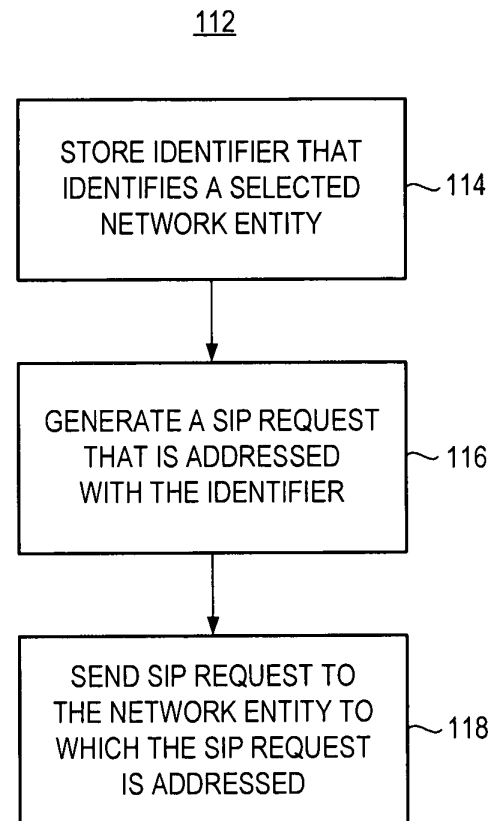 112
STORE IDENTIFIER THAT
IDENTIFIES A SELECTED
NETWORK ENTITY
114
GENERATE A SIP REQUEST
THAT IS ADDRESSED
WITH THE IDENTIFIER
116
SEND SIP REQUEST TO
THE NETWORK ENTITY TO
WHICH THE SIP REQUEST
IS ADDRESSED
118